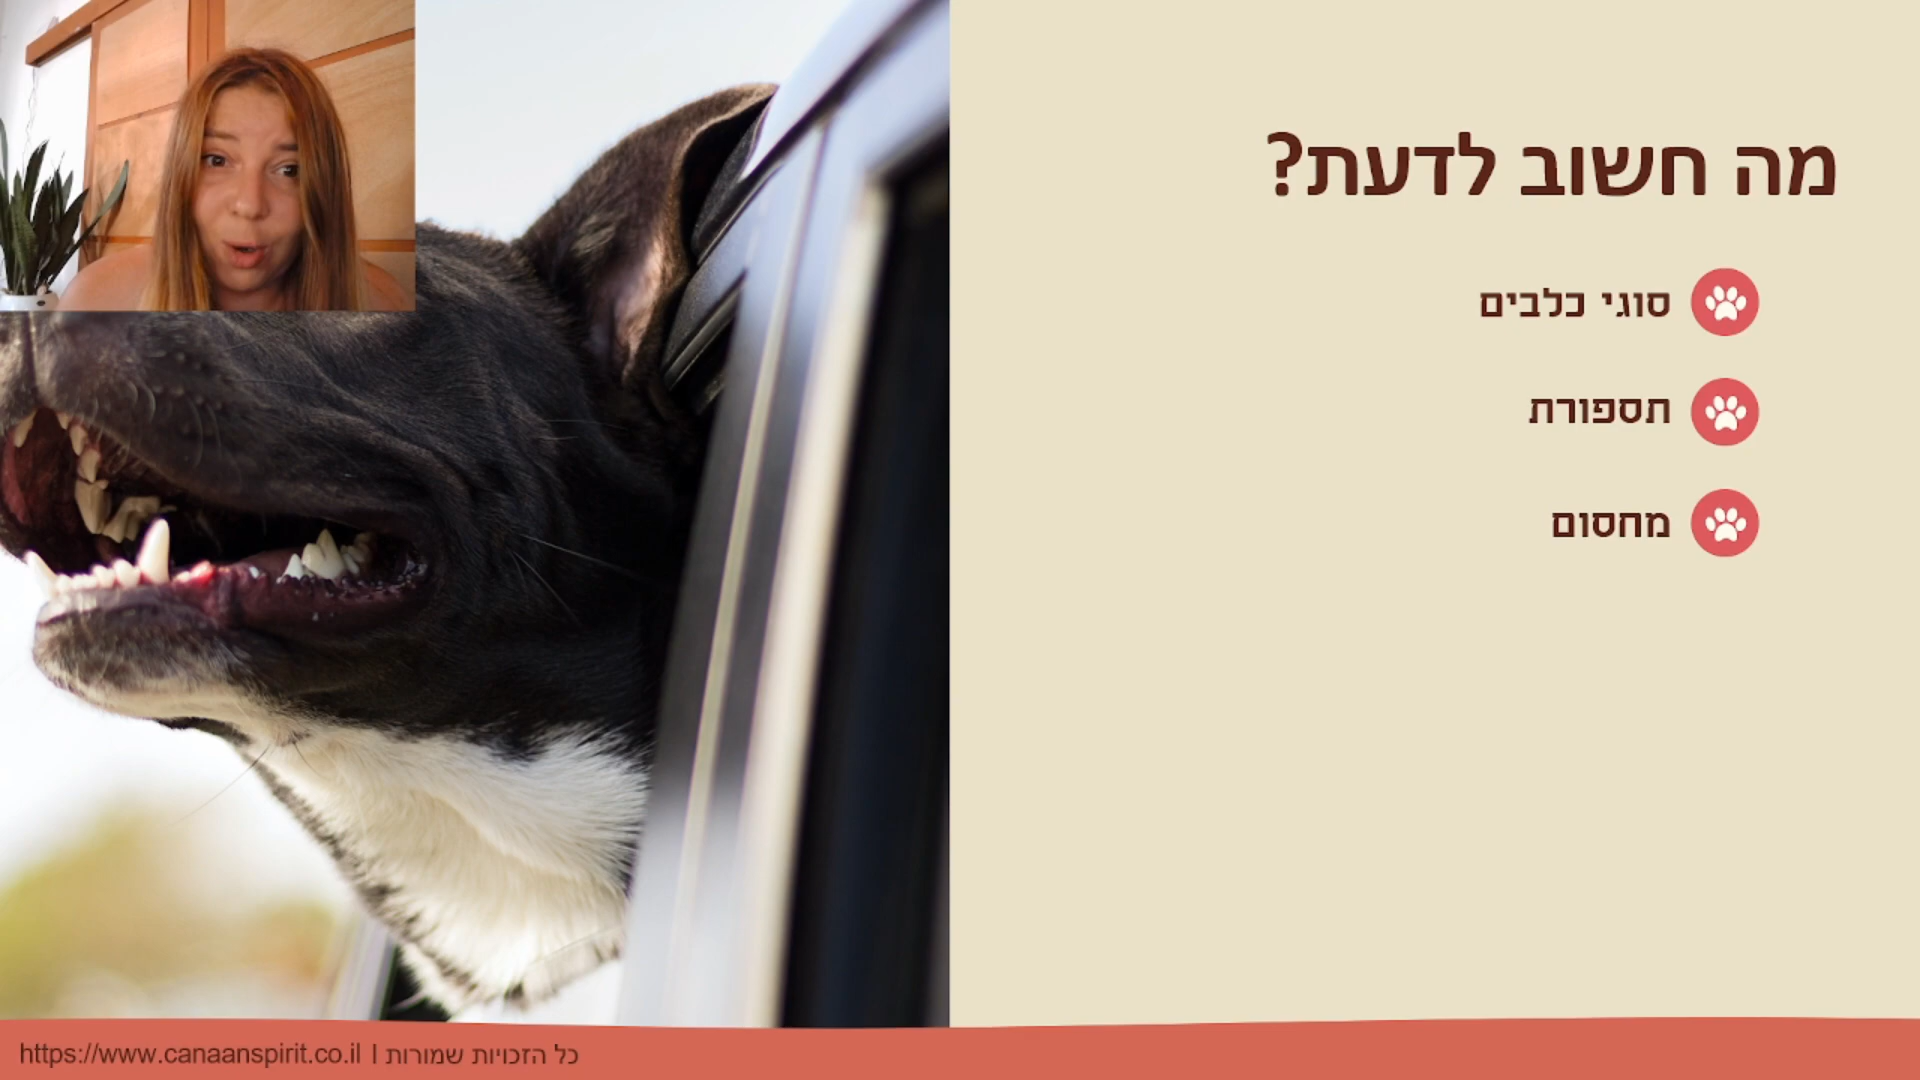 מה חשוב לדעת?
סוגי כלבים
תספורת
מחסום
כל הזכויות שמורות | https://www.canaanspirit.co.il